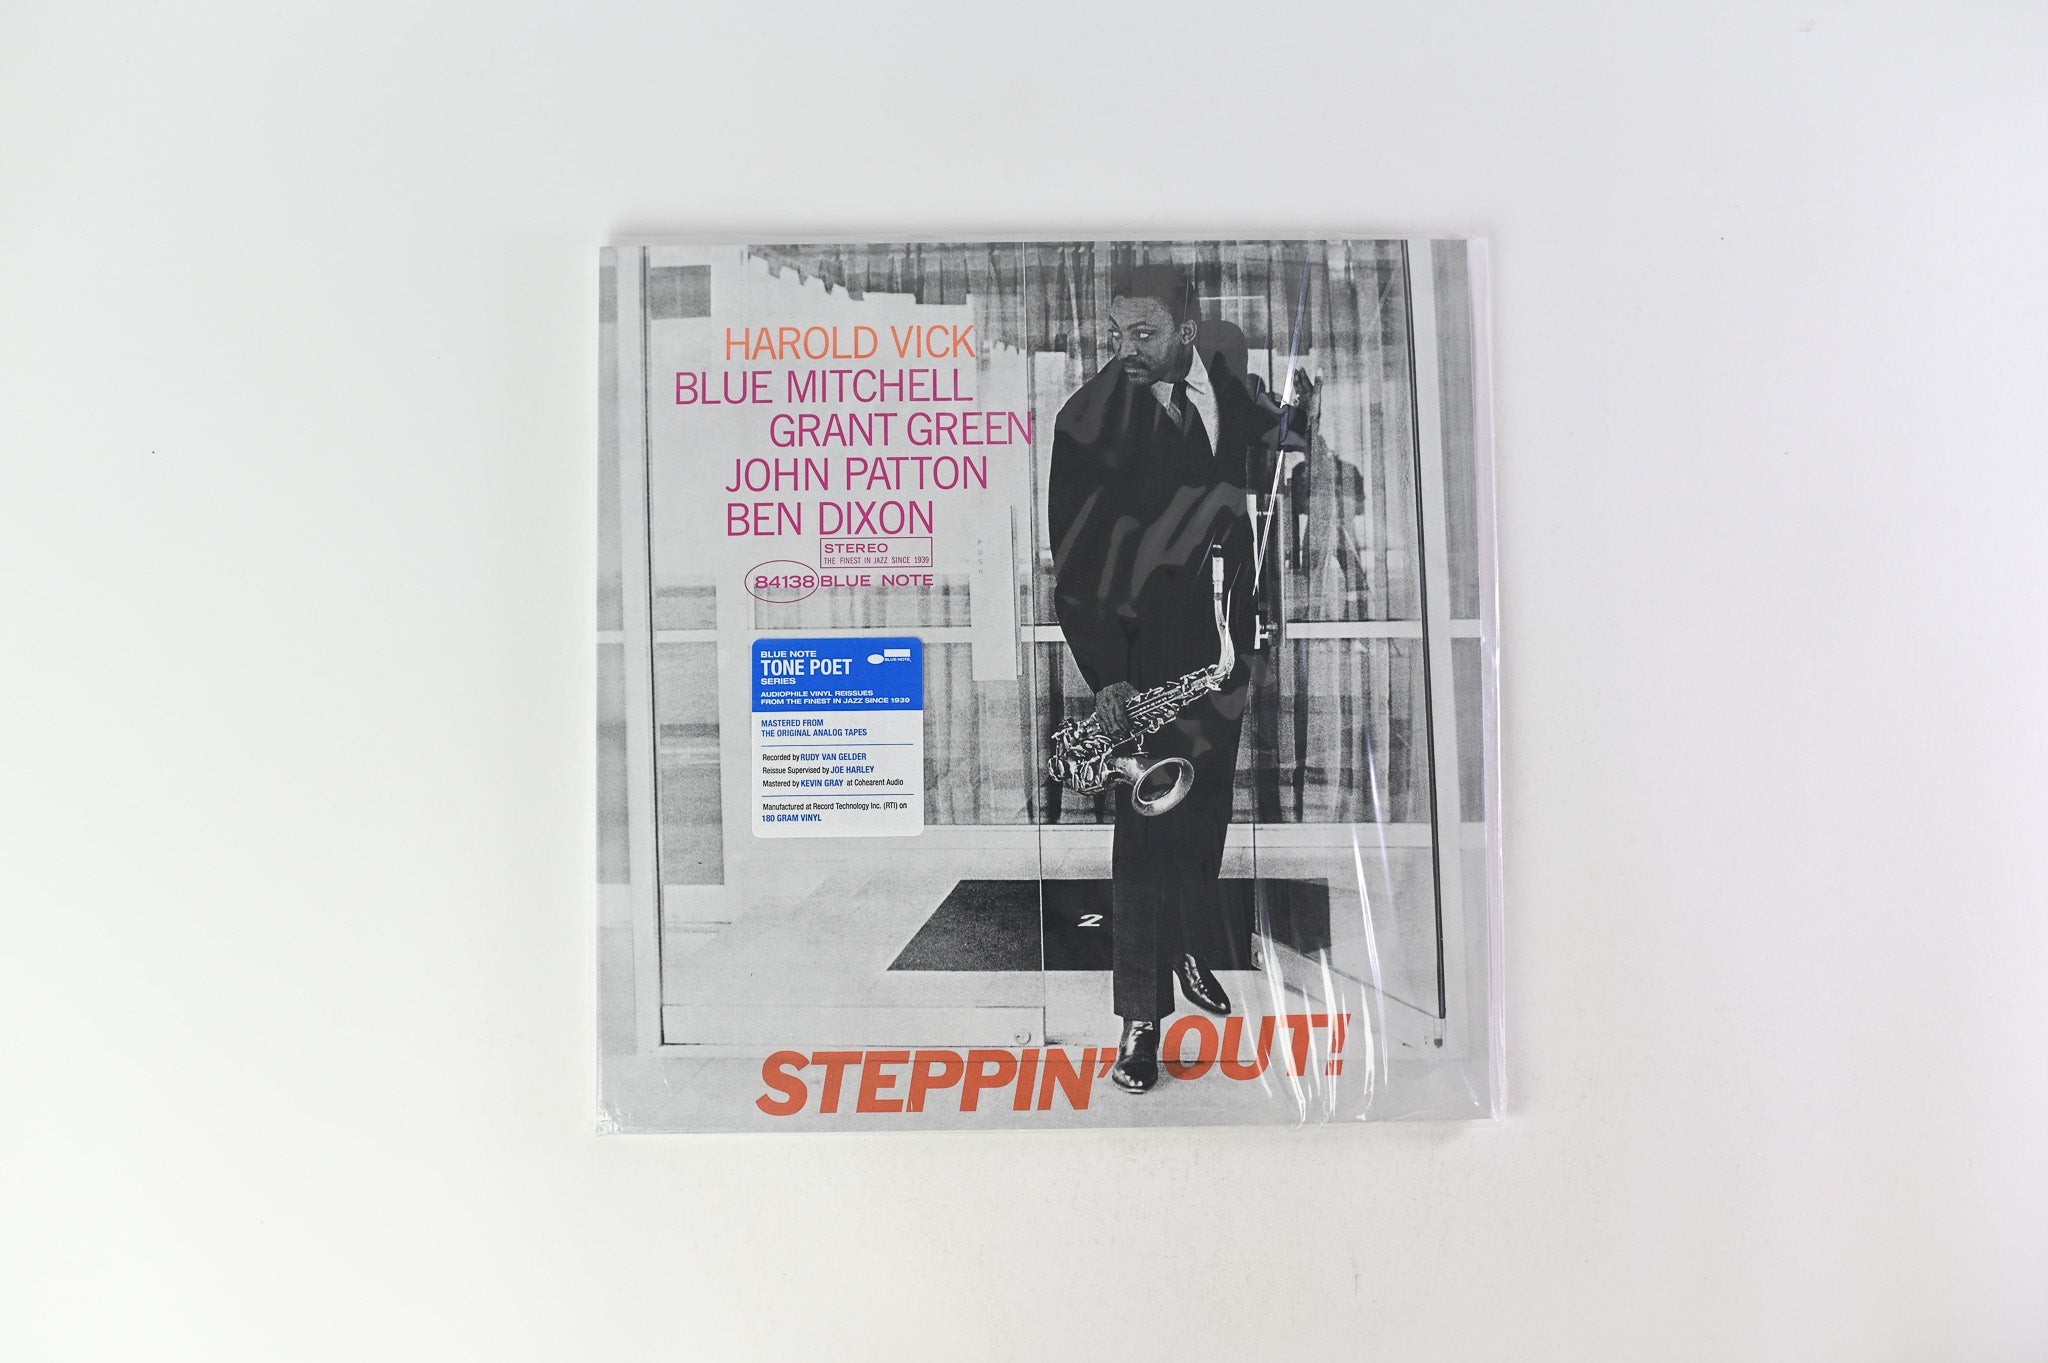 HAROLD VICK
BLUE MITCHELL
GRANT GREEN
JOHN PATTON
BEN DIXON
STEREO
THE FINEST IN JAZZ SINCE 1939
84138 BLUE NOTE
PUSH
BLUE NOTE
TONE POET
SERIES
BLUE NOTE
AUDIOPHILE VINYL REISSUES
FROM THE FINEST IN JAZZ SINCE 1939
MASTERED FROM
THE ORIGINAL ANALOG TAPES
Recorded by RUDY VAN GELDER
Reissue Supervised by JOE HARLEY
Mastered by KEVIN GRAY at Cohearent Audio
Manufactured at Record Technology Inc. (RTI) on
180 GRAM VINYL
2
STEPPIN' OUT!